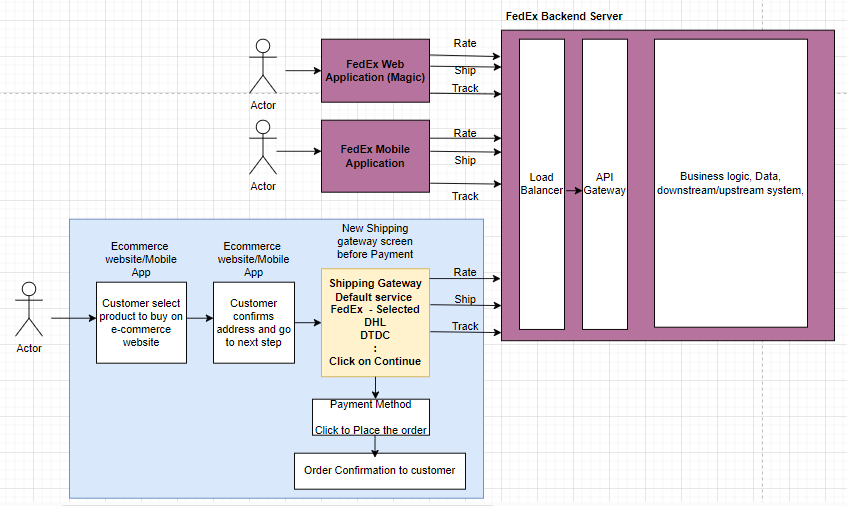 FedEx Backend Server
FedEx Web
Application (Magic)
Actor
Rate
Ship
Track
FedEx Mobile
Application
Actor
Rate
Ship
Track
Load
Balancer
API
Gateway
Business logic, Data,
downstream/upstream system,
New Shipping
gateway screen
before Payment
Ecommerce
website/Mobile
App
Ecommerce
website/Mobile
App
Actor
Customer select
product to buy on
e-commerce
website
Customer
confirms
address and go
to next step
Shipping Gateway
Default service
FedEx - Selected
DHL
DTDC
:
Click on Continue
Rate
Ship
Track
Payment Method
Click to Place the order
Order Confirmation to customer